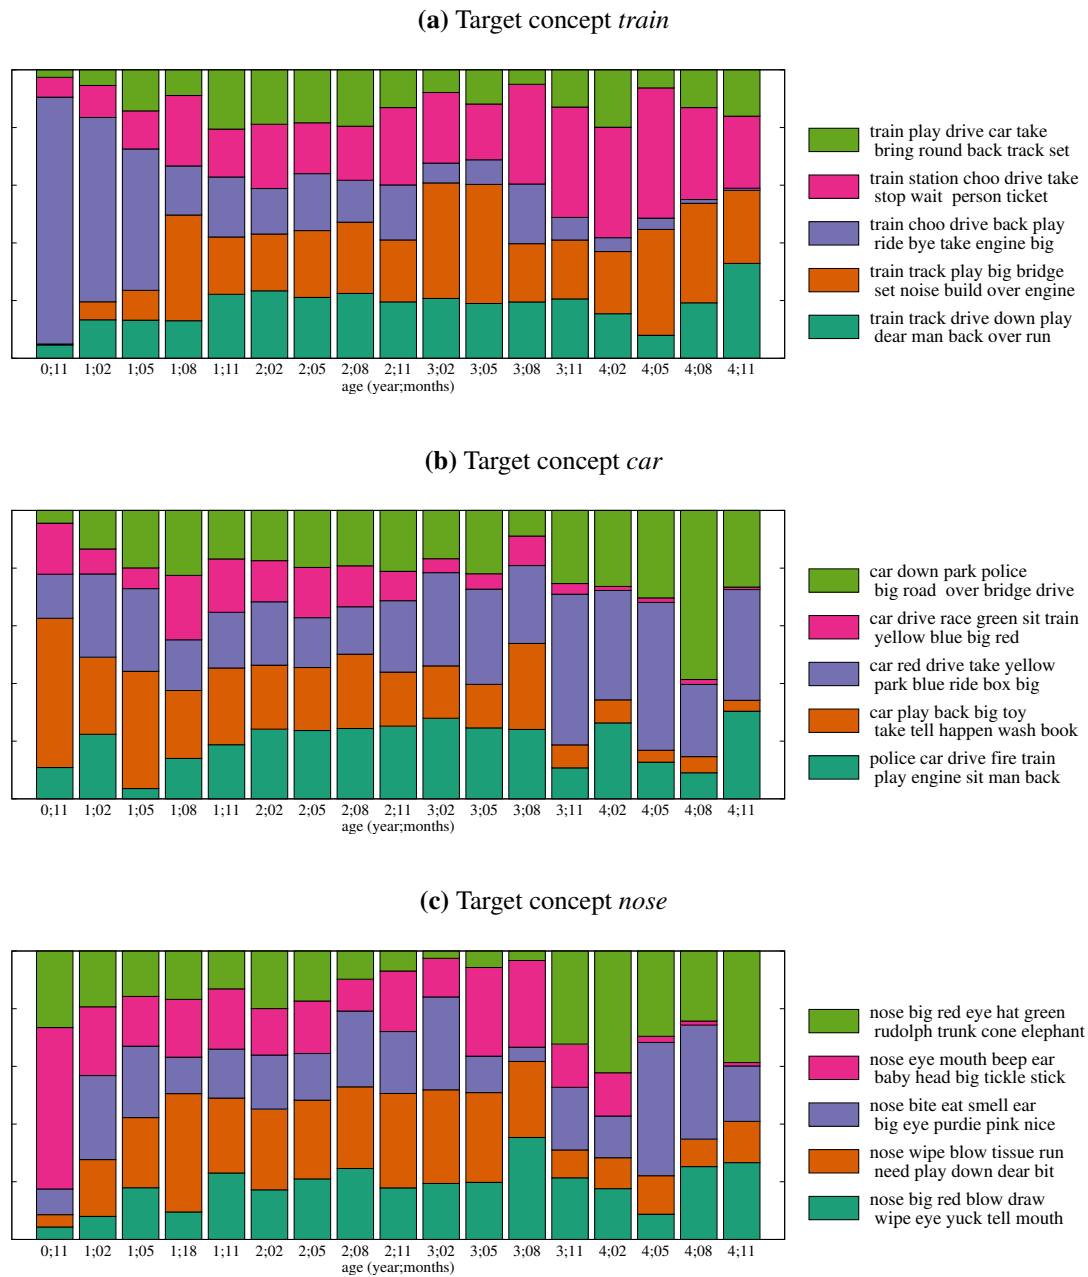 (a) Target concept train
train play drive car take
bring round back track set
train station choo drive take
stop wait person ticket
train choo drive back play
ride bye take engine big
train track play big bridge
set noise build over engine
train track drive down play
dear man back over run
0;11 1;02 1;05 1;08 1;11 2;02 2;05 2;08 2;11 3;02 3;05 3;08 3;11 4;02 4;05 4;08 4;11
age (year;months)
(b) Target concept car
car down park police
big road over bridge drive
car drive race green sit train
yellow blue big red
car red drive take yellow
park blue ride box big
car play back big toy
take tell happen wash book
police car drive fire train
play engine sit man back
0;11 1;02 1;05 1;08 1;11 2;02 2;05 2;08 2;11 3;02 3;05 3;08 3;11 4;02 4;05 4;08 4;11
age (year;months)
(c) Target concept nose
nose big red eye hat green
rudolph trunk cone elephant
nose eye mouth beep ear
baby head big tickle stick
nose bite eat smell ear
big eye purdie pink nice
nose wipe blow tissue run
need play down dear bit
nose big red blow draw
wipe eye yuck tell mouth
0;11 1;02 1;05 1;18 1;11 2;02 2;05 2;08 2;11 3;02 3;05 3;08 3;11 4;02 4;05 4;08 4;11
age (year;months)